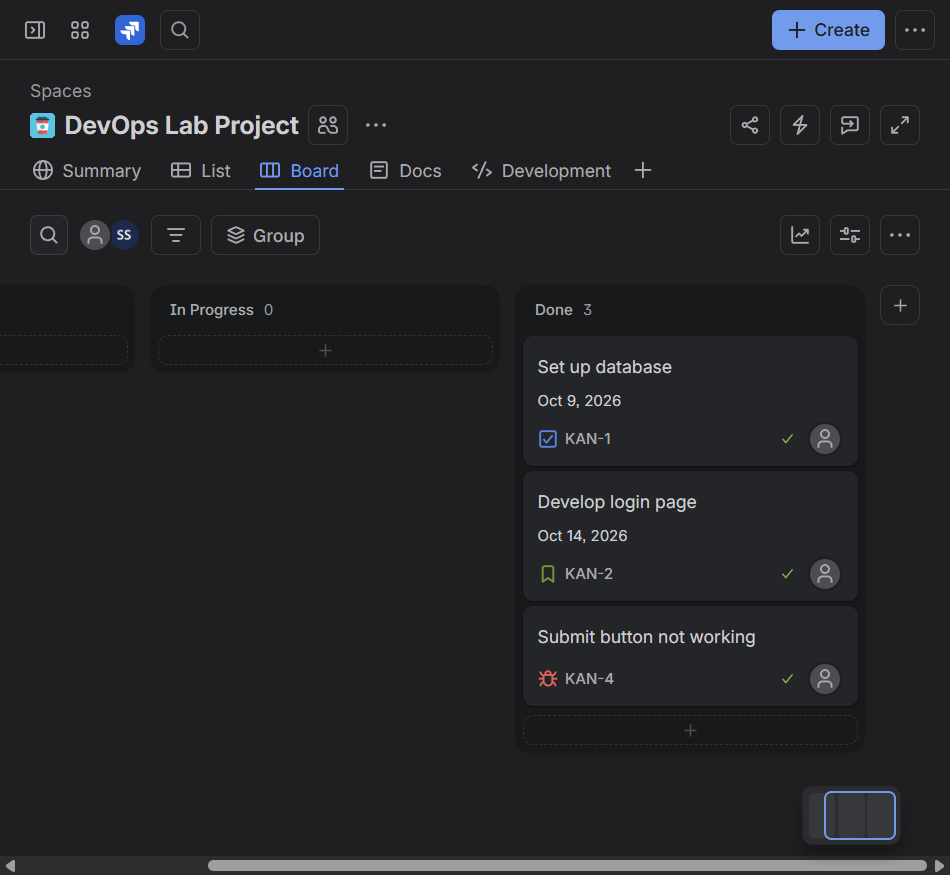 Create
Spaces
DevOps Lab Project
Summary List Board Docs Development
SS Group
In Progress 0 Done 3
Set up database
Oct 9, 2026
KAN-1
Develop login page
Oct 14, 2026
KAN-2
Submit button not working
KAN-4